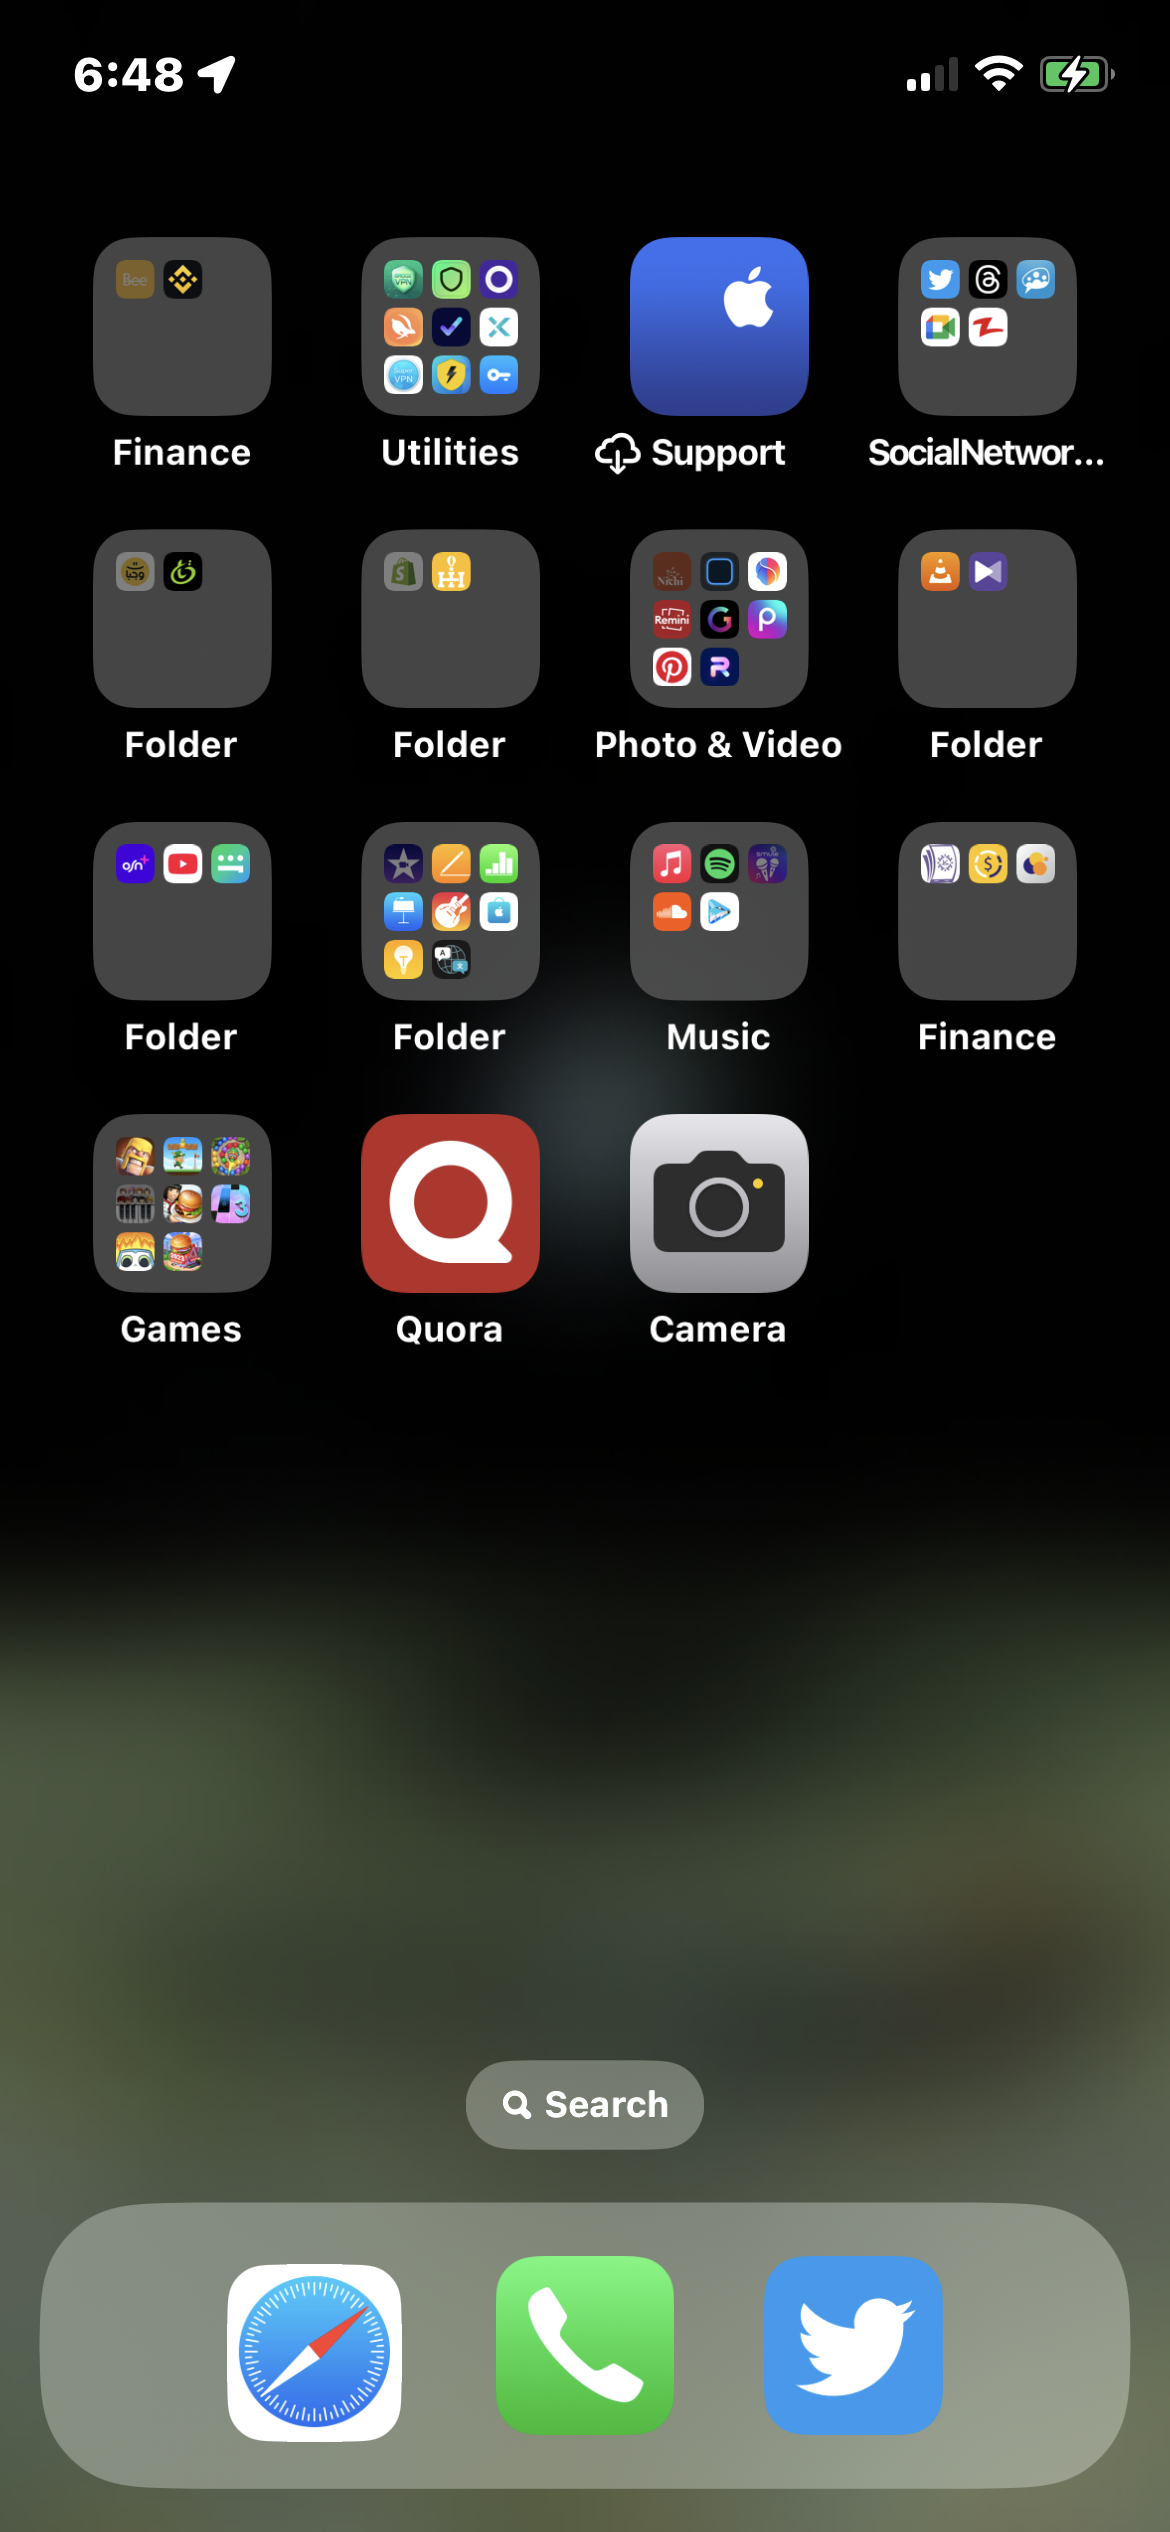 6:48
Finance
Utilities
Support
SocialNetwor...
Folder
Folder
Photo & Video
Folder
Folder
Folder
Music
Finance
Games
Quora
Camera
Search